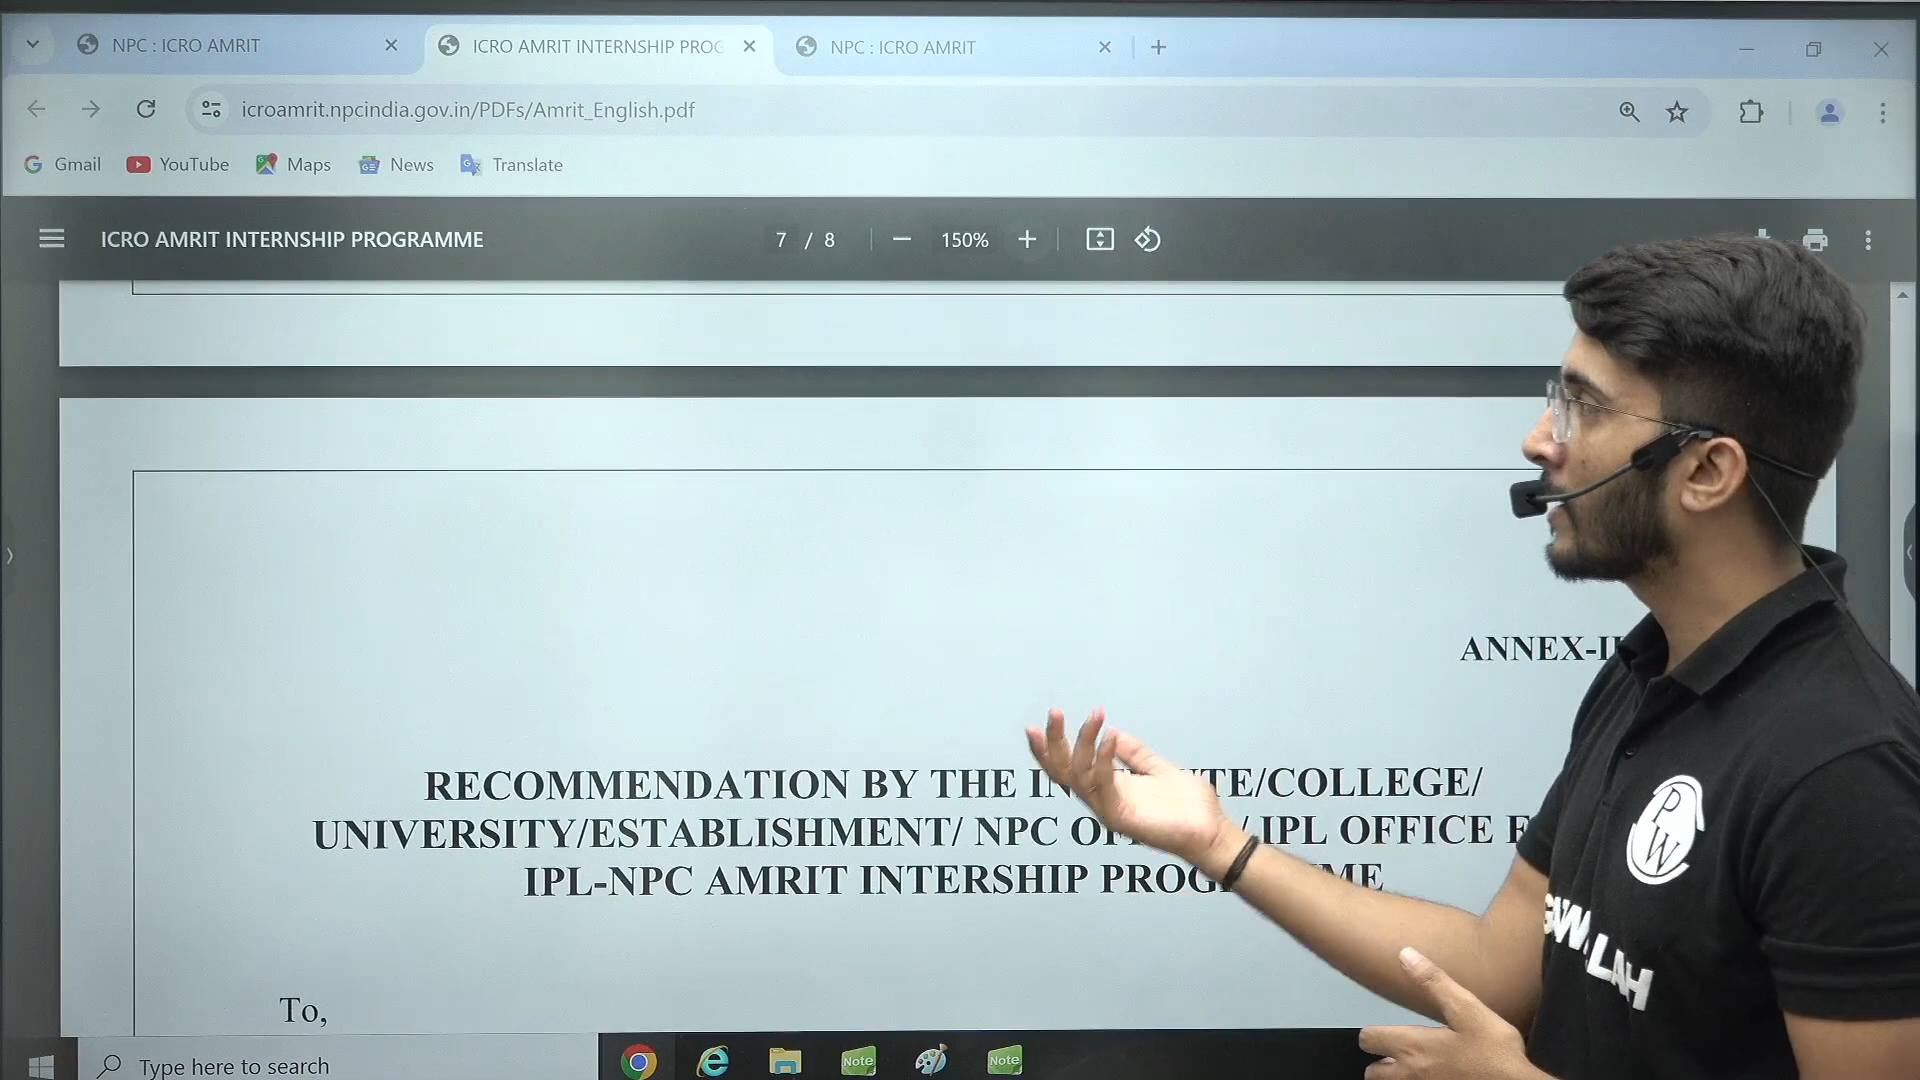 NPC : ICRO AMRIT
ICRO AMRIT INTERNSHIP PROG
NPC : ICRO AMRIT
icroamrit.npcindia.gov.in/PDFs/Amrit_English.pdf
Gmail
YouTube
Maps
News
Translate
ICRO AMRIT INTERNSHIP PROGRAMME
7 / 8
150%
ANNEX-I
RECOMMENDATION BY THE IN TE/COLLEGE/
UNIVERSITY/ESTABLISHMENT/ NPC OF / IPL OFFICE F
IPL-NPC AMRIT INTERSHIP PROG ME
To,
Type here to search
Note
Note
PW
LAH